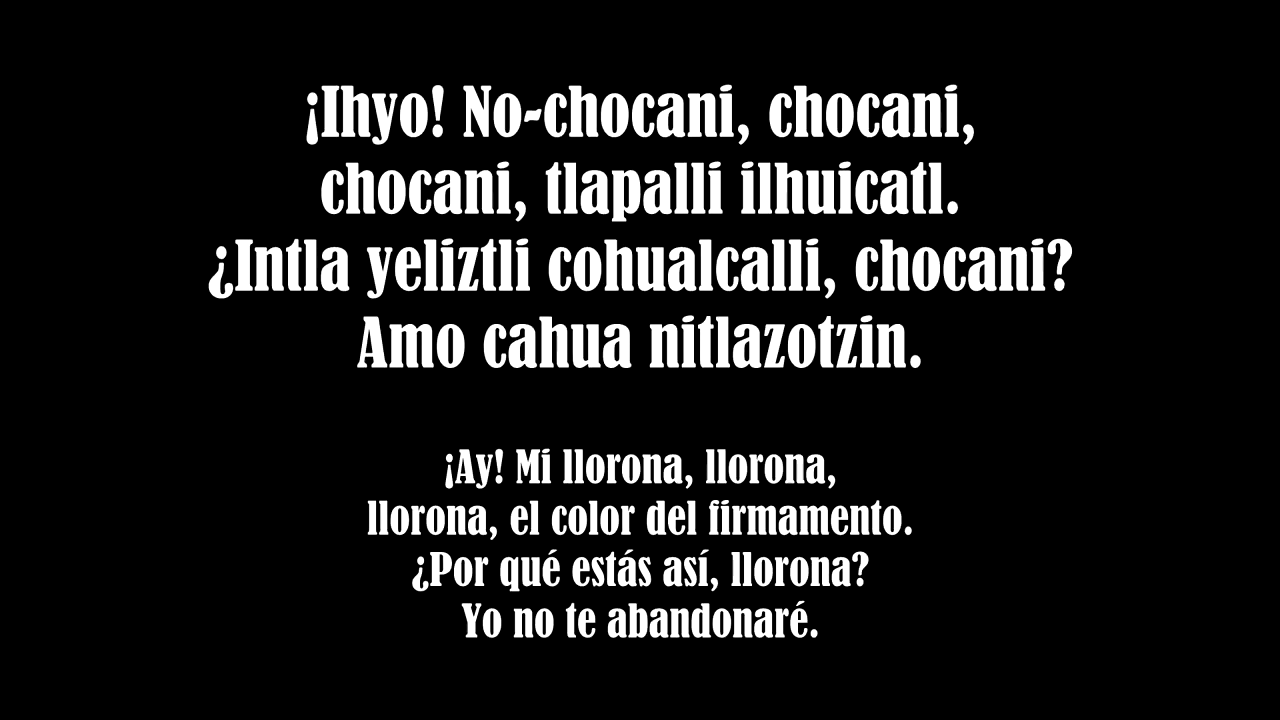 ¡Ihyo! No-chocani, chocani,
chocani, tlapalli ilhuicatl.
¿Intla yeliztli cohualcalli, chocani?
Amo cahua nitlazotzin.
¡Ay! Mi llorona, llorona,
llorona, el color del firmamento.
¿Por qué estás así, llorona?
Yo no te abandonaré.